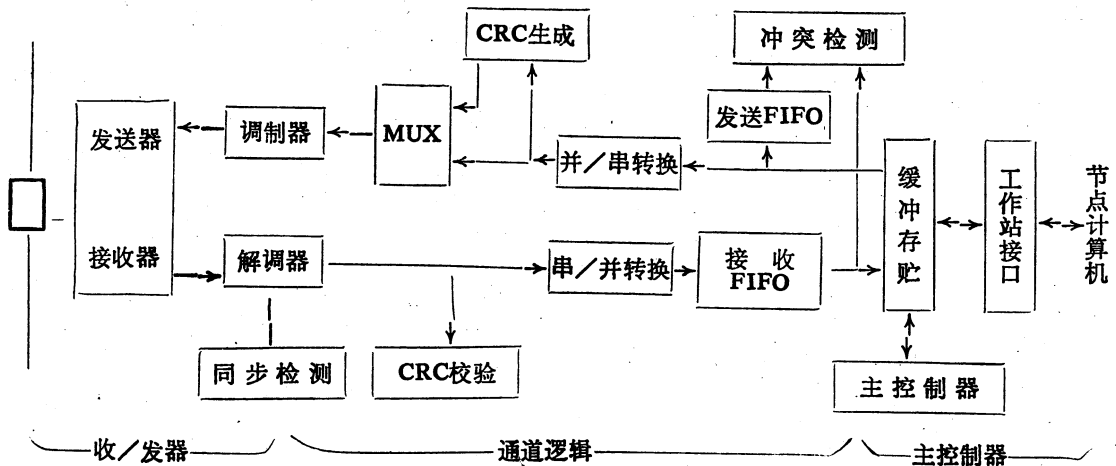 CRC生成
冲突检测
发送器
调制器
MUX
发送FIFO
并／串转换
缓冲存贮
工作站接口
节点计算机
接收器
解调器
串／并转换
接收
FIFO
同步检测
CRC校验
主控制器
收／发器
通道逻辑
主控制器